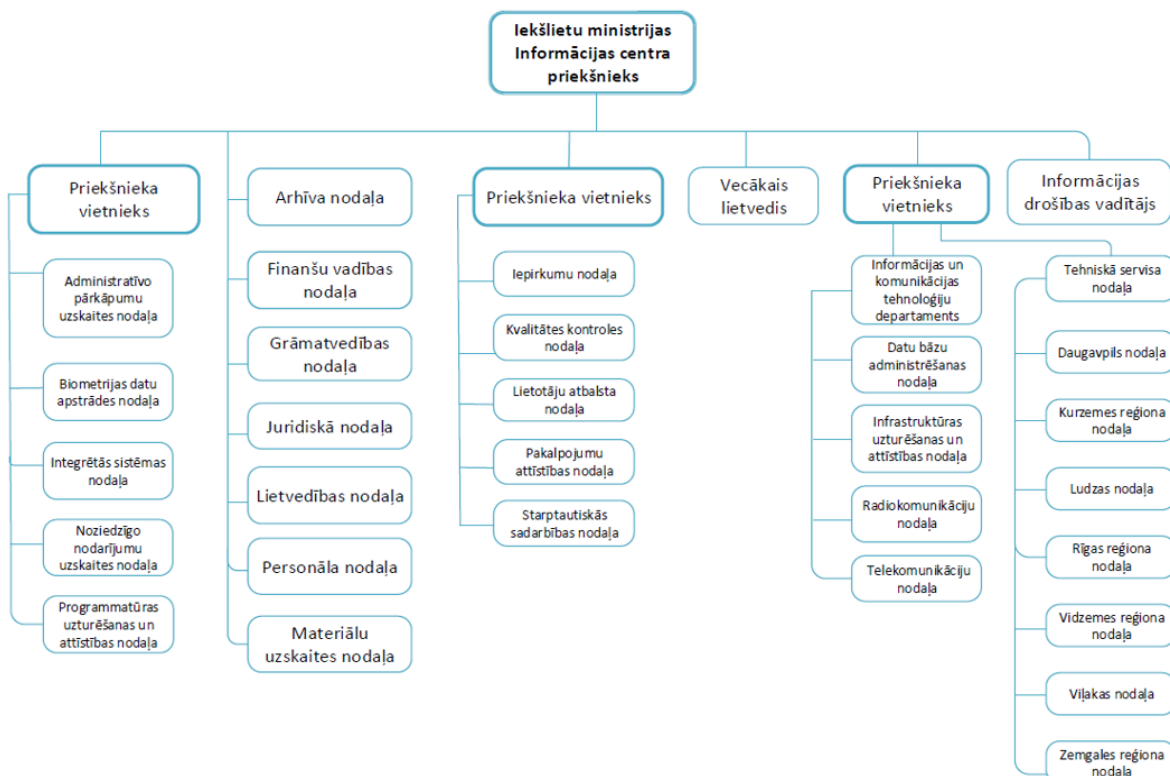 Iekšlietu ministrijas
Informācijas centra
priekšnieks
Priekšnieka
vietnieks
Administratīvo
pārkāpumu
uzskaites nodaļa
Biometrijas datu
apstrādes nodaļa
Integrētās sistēmas
nodaļa
Noziedzīgo
nodarījumu
uzskaites nodaļa
Programmatūras
uzturēšanas un
attīstības nodaļa
Arhīva nodaļa
Finanšu vadības
nodaļa
Grāmatvedības
nodaļa
Juridiskā nodaļa
Lietvedības nodaļa
Personāla nodaļa
Materiālu
uzskaites nodaļa
Priekšnieka vietnieks
Iepirkumu nodaļa
Kvalitātes kontroles
nodaļa
Lietotāju atbalsta
nodaļa
Pakalpojumu
attīstības nodaļa
Starptautiskās
sadarbības nodaļa
Vecākais
lietvedis
Priekšnieka
vietnieks
Informācijas un
komunikācijas
tehnoloģiju
departaments
Datu bāzu
administrēšanas
nodaļa
Infrastruktūras
uzturēšanas un
attīstības nodaļa
Radiokomunikāciju
nodaļa
Telekomunikāciju
nodaļa
Informācijas
drošības vadītājs
Tehniskā servisa
nodaļa
Daugavpils nodaļa
Kurzemes reģiona
nodaļa
Ludzas nodaļa
Rīgas reģiona
nodaļa
Vidzemes reģiona
nodaļa
Viļakas nodaļa
Zemgales reģiona
nodaļa